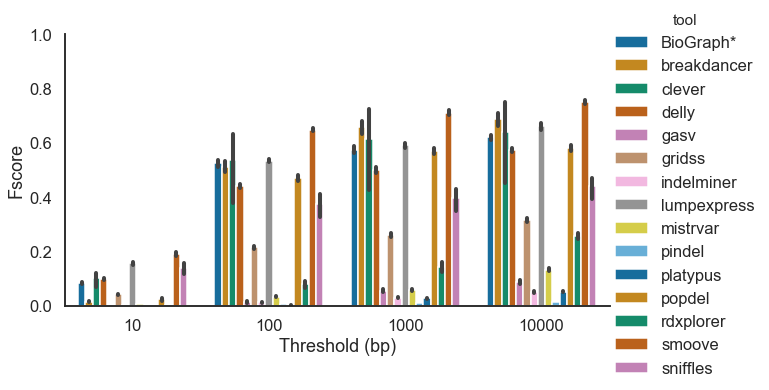 tool
1.0
0.8
0.6
0.4
0.2
0.0
Fscore
10
100
1000
10000
Threshold (bp)
BioGraph*
breakdancer
clever
delly
gasv
gridss
indelminer
lumpexpress
mistrvar
pindel
platypus
popdel
rdxplorer
smoove
sniffles